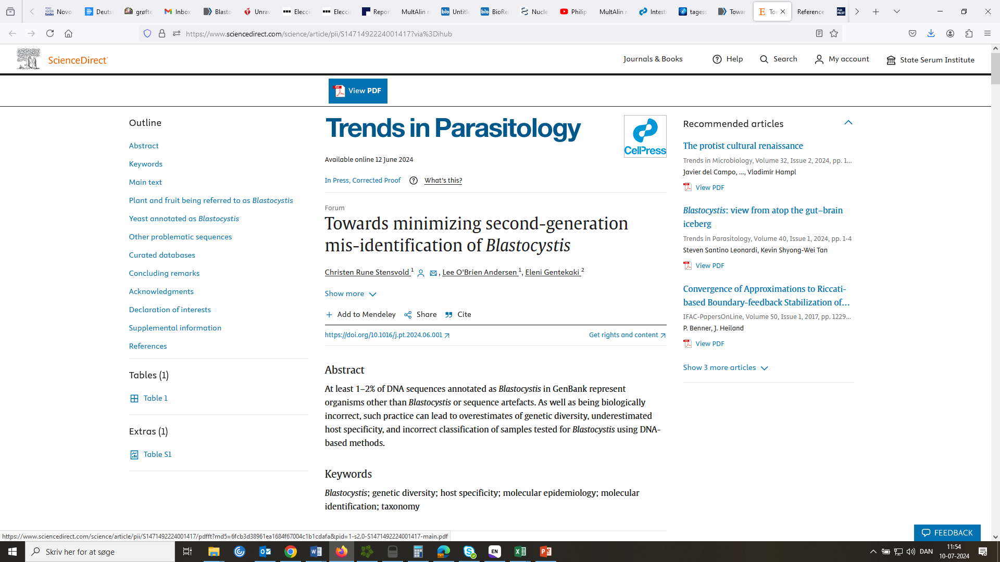 Novo
Deuts
grøfte
Inbox
Blasto
Unrav
Elecci
Elecci
Repor
MultAlin r
Untitl
BioRe
Nucle
Philip
MultAlin r
Intesti
tagess
Towar
Tow
Reference
https://www.sciencedirect.com/science/article/pii/S1471492224001417?via%3Dihub
ScienceDirect
Journals & Books
Help
Search
My account
State Serum Institute
View PDF
Outline
Abstract
Keywords
Main text
Plant and fruit being referred to as Blastocystis
Yeast annotated as Blastocystis
Other problematic sequences
Curated databases
Concluding remarks
Acknowledgments
Declaration of interests
Supplemental information
References
Tables (1)
Table 1
Extras (1)
Table S1
Trends in Parasitology
CellPress
Available online 12 June 2024
In Press, Corrected Proof
What's this?
Forum
Towards minimizing second-generation
mis-identification of Blastocystis
Christen Rune Stensvold 1, Lee O'Brien Andersen 1, Eleni Gentekaki 2
Show more
Add to Mendeley
Share
Cite
https://doi.org/10.1016/j.pt.2024.06.001
Get rights and content
Abstract
At least 1–2% of DNA sequences annotated as Blastocystis in GenBank represent
organisms other than Blastocystis or sequence artefacts. As well as being biologically
incorrect, such practice can lead to overestimates of genetic diversity, underestimated
host specificity, and incorrect classification of samples tested for Blastocystis using DNA-
based methods.
Keywords
Blastocystis; genetic diversity; host specificity; molecular epidemiology; molecular
identification; taxonomy
Recommended articles
The protist cultural renaissance
Trends in Microbiology, Volume 32, Issue 2, 2024, pp. 1...
Javier del Campo, ..., Vladimír Hampl
View PDF
Blastocystis: view from atop the gut–brain
iceberg
Trends in Parasitology, Volume 40, Issue 1, 2024, pp. 1-4
Steven Santino Leonardi, Kevin Shyong-Wei Tan
View PDF
Convergence of Approximations to Riccati-
based Boundary-feedback Stabilization of...
IFAC-PapersOnLine, Volume 50, Issue 1, 2017, pp. 1229...
P. Benner, J. Heiland
View PDF
Show 3 more articles
FEEDBACK
https://www.sciencedirect.com/science/article/pii/S1471492224001417/pdfft?md5=6fcb3d38961ea1684f67004c1b1cdafa&pid=1-s2.0-S1471492224001417-main.pdf
Skriv her for at søge
EN
DAN
11:54
10-07-2024